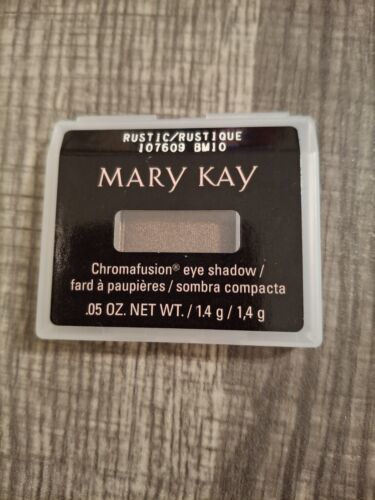 RUSTIC/RUSTIQUE
107609 BM10
MARY KAY
Chromafusion® eye shadow /
fard à paupières / sombra compacta
.05 OZ. NET WT. / 1.4 g / 1,4 g